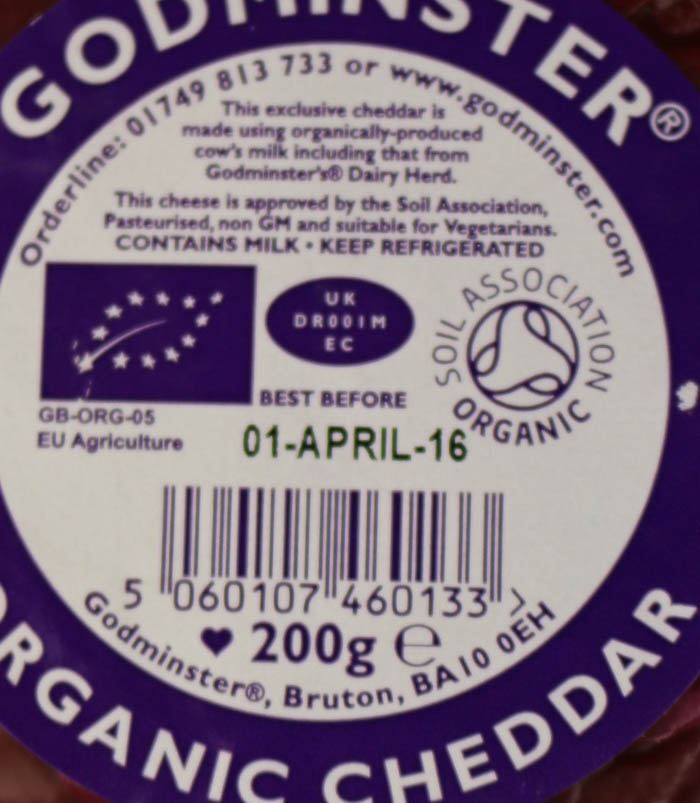 GODMINSTER®
Orderline: 01749 813 733 or www.godminster.com
This exclusive cheddar is
made using organically-produced
cow's milk including that from
Godminster's® Dairy Herd.
This cheese is approved by the Soil Association,
Pasteurised, non GM and suitable for Vegetarians.
CONTAINS MILK • KEEP REFRIGERATED
UK
DR001M
EC
SOIL ASSOCIATION
ORGANIC
GB-ORG-05
EU Agriculture
BEST BEFORE
01-APRIL-16
5 060107 460133 >
♥ 200g ℮
Godminster®, Bruton, BA10 0EH
ORGANIC CHEDDAR